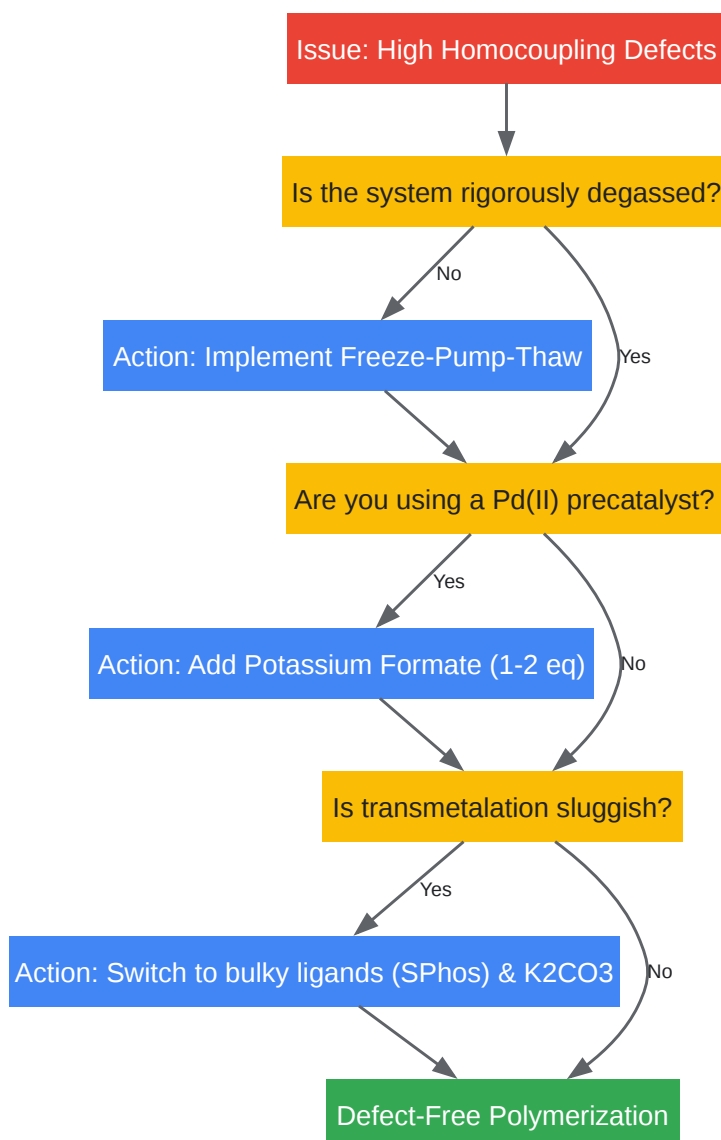 Issue: High Homocoupling Defects
Is the system rigorously degassed?
No
Action: Implement Freeze-Pump-Thaw
Yes
Are you using a Pd(II) precatalyst?
Yes
Action: Add Potassium Formate (1-2 eq)
No
Is transmetalation sluggish?
Yes
Action: Switch to bulky ligands (SPhos) & K2CO3
No
Defect-Free Polymerization